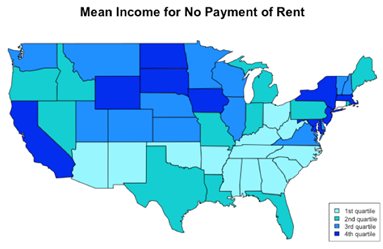 Mean Income for No Payment of Rent
1st quartile
2nd quartile
3rd quartile
4th quartile